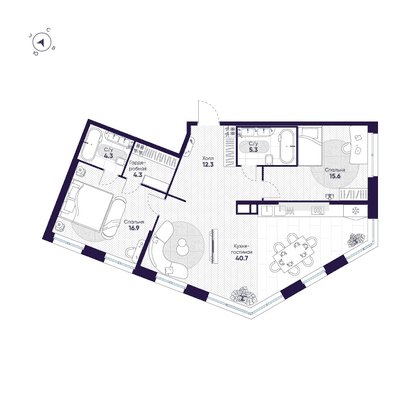 С
Ю
С/у
4.3
Гарде-
робная
4.3
Холл
12.3
С/у
5.3
Спальня
15.6
Спальня
16.9
Кухня-
гостиная
40.7